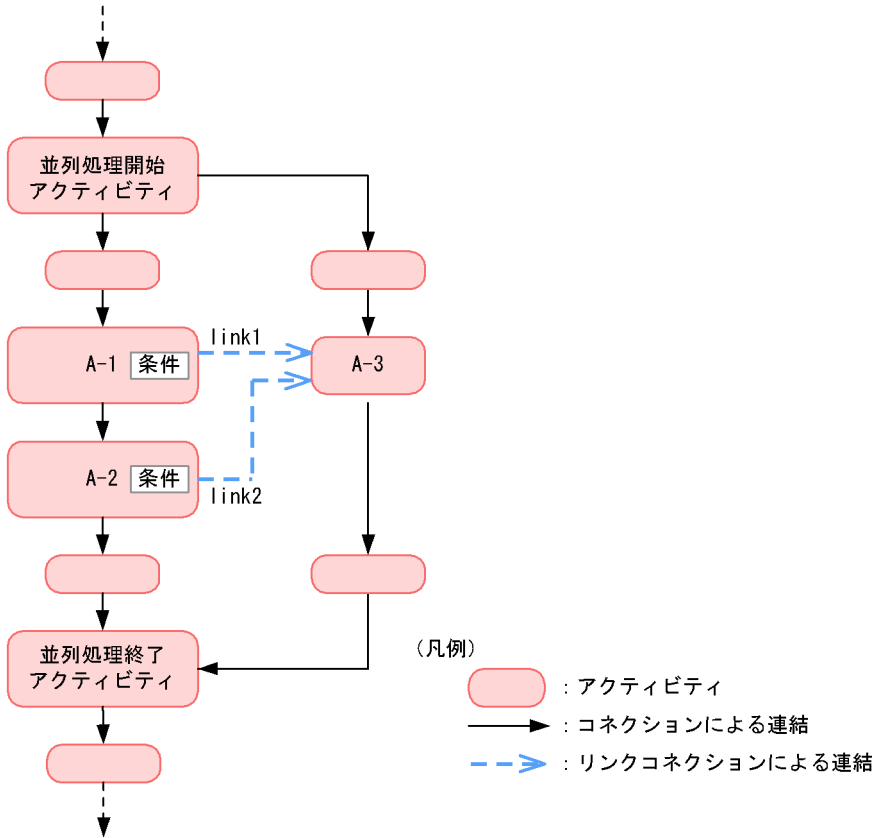 並列処理開始
アクティビティ
link1
A-1 条件
A-3
A-2 条件
link2
並列処理終了
アクティビティ
(凡例)
：アクティビティ
：コネクションによる連結
：リンクコネクションによる連結